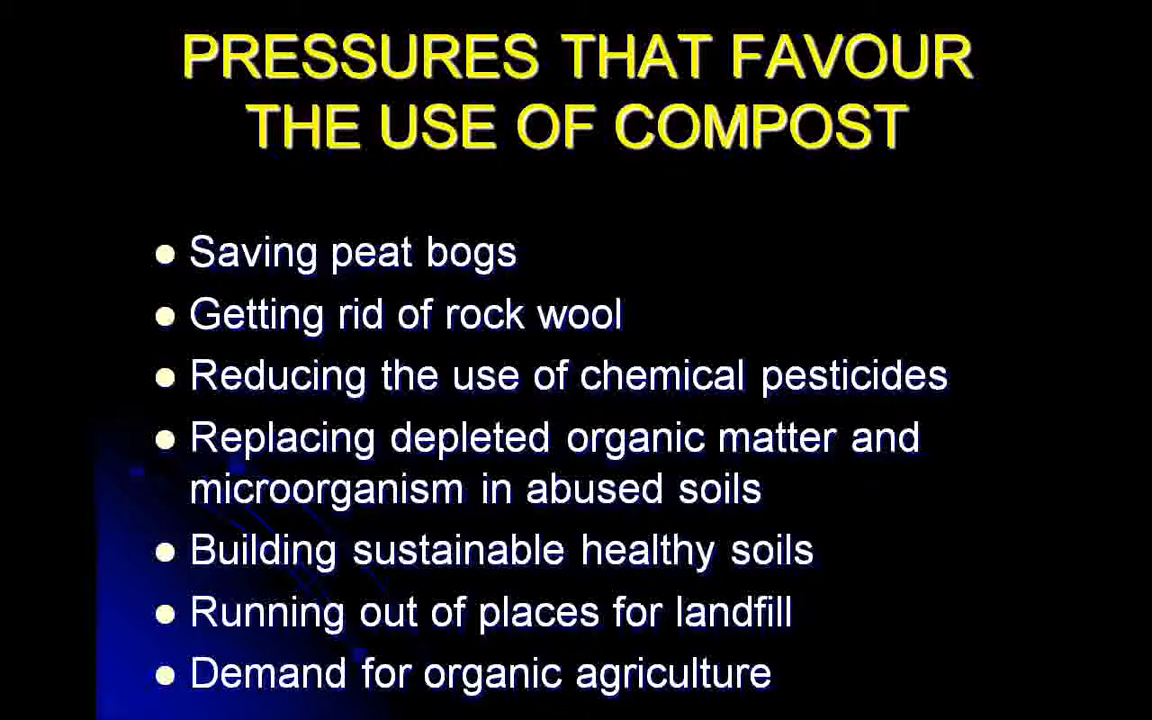 PRESSURES THAT FAVOUR
THE USE OF COMPOST
Saving peat bogs
Getting rid of rock wool
Reducing the use of chemical pesticides
Replacing depleted organic matter and
microorganism in abused soils
Building sustainable healthy soils
Running out of places for landfill
Demand for organic agriculture